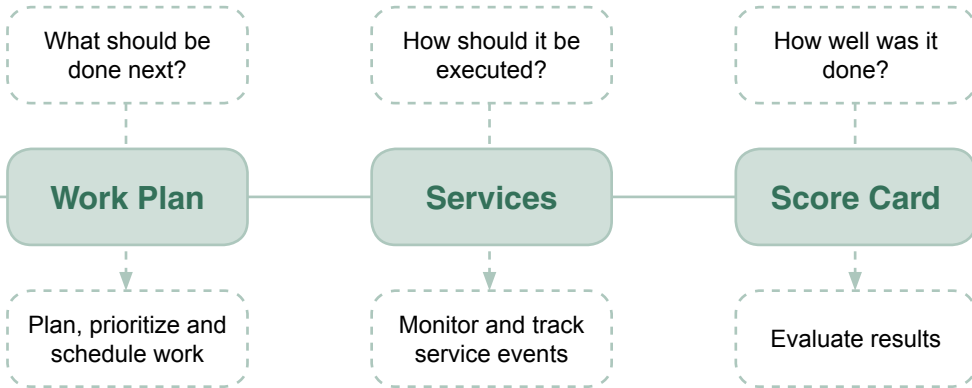 What should be
done next?
How should it be
executed?
How well was it
done?
Work Plan
Services
Score Card
Plan, prioritize and
schedule work
Monitor and track
service events
Evaluate results